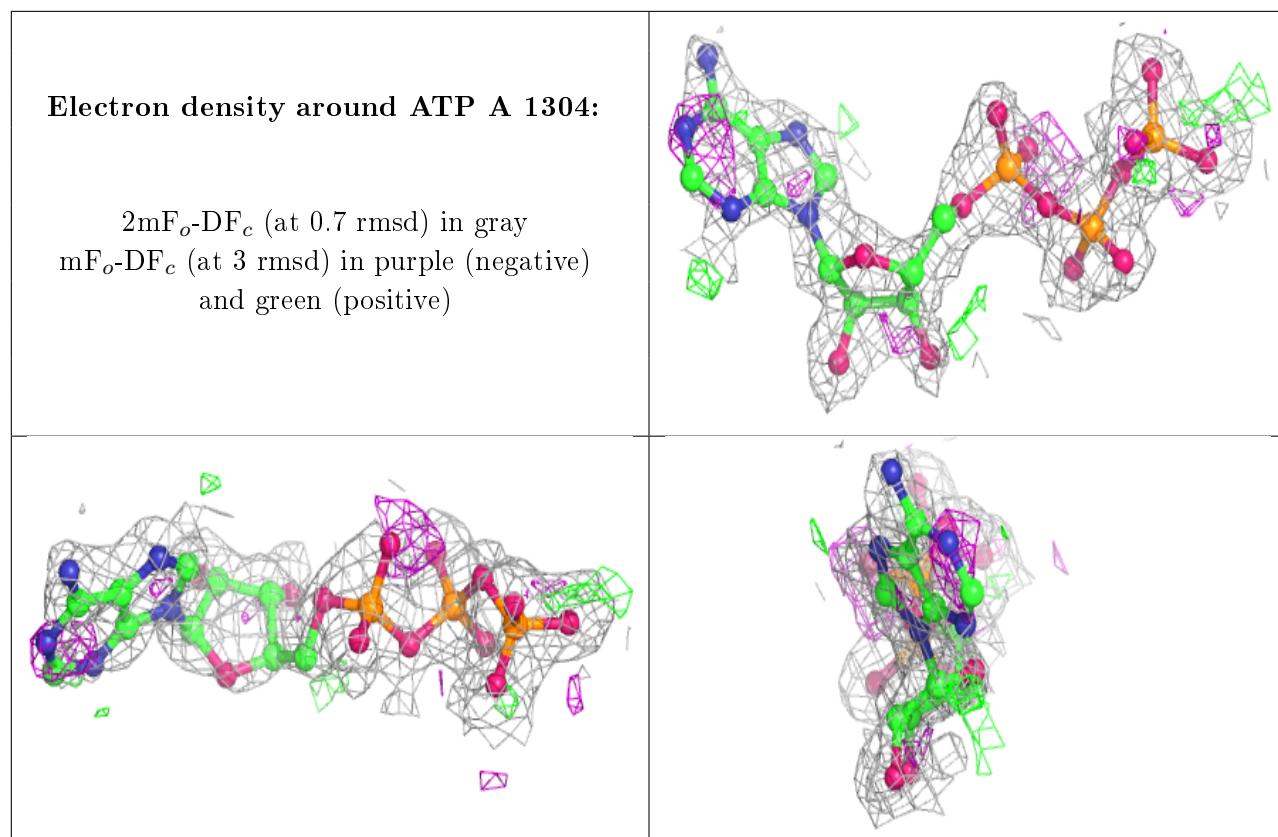 Electron density around ATP A 1304:
2mFₒ-DF𝒸 (at 0.7 rmsd) in gray
mFₒ-DF𝒸 (at 3 rmsd) in purple (negative)
and green (positive)